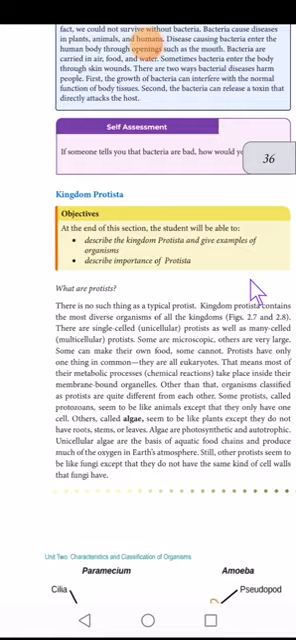 fact, we could not survive without bacteria. Bacteria cause diseases
in plants, animals, and humans. Disease causing bacteria enter the
human body through openings such as the mouth. Bacteria are
carried in air, food, and water. Sometimes bacteria enter the body
through skin wounds. There are two ways bacterial diseases harm
people. First, the growth of bacteria can interfere with the normal
function of body tissues. Second, the bacteria can release a toxin that
directly attacks the host.
Self Assessment
If someone tells you that bacteria are bad, how would
36
Kingdom Protista
Objectives
At the end of this section, the student will be able to:
• describe the kingdom Protista and give examples of
organisms
• describe importance of Protista
What are protists?
There is no such thing as a typical protist. Kingdom protista contains
the most diverse organisms of all the kingdoms (Figs. 2.7 and 2.8).
There are single-celled (unicellular) protists as well as many-celled
(multicellular) protists. Some are microscopic, others are very large.
Some can make their own food, some cannot. Protists have only
one thing in common—they are all eukaryotes. That means most of
their metabolic processes (chemical reactions) take place inside their
membrane-bound organelles. Other than that, organisms classified
as protists are quite different from each other. Some protists, called
protozoans, seem to be like animals except that they only have one
cell. Others, called algae, seem to be like plants except they do not
have roots, stems, or leaves. Algae are photosynthetic and autotrophic.
Unicellular algae are the basis of aquatic food chains and produce
much of the oxygen in Earth's atmosphere. Still, other protists seem to
be like fungi except that they do not have the same kind of cell walls
that fungi have.
Unit Two Characteristics and Classification of Organisms
Paramecium Amoeba
Cilia Pseudopod